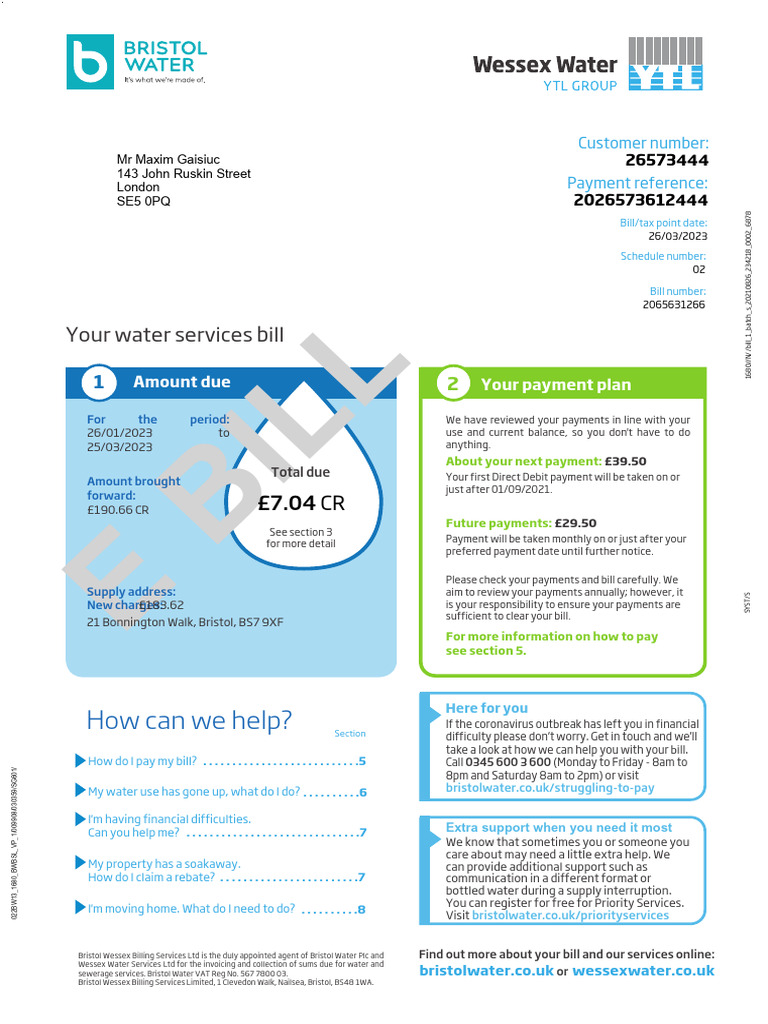 BRISTOL
WATER
It's what we're made of.
Wessex Water
YTL GROUP
YTL
Mr Maxim Gaisiuc
143 John Ruskin Street
London
SE5 0PQ
Customer number:
26573444
Payment reference:
2026573612444
Bill/tax point date:
26/03/2023
Schedule number:
02
Bill number:
2065631266
Your water services bill
E BILL
1 Amount due
For the period:
26/01/2023 to
25/03/2023
Amount brought
forward:
£190.66 CR
Total due
£7.04 CR
See section 3
for more detail
Supply address:
New charges: £183.62
21 Bonnington Walk, Bristol, BS7 9XF
2 Your payment plan
We have reviewed your payments in line with your
use and current balance, so you don't have to do
anything.
About your next payment: £39.50
Your first Direct Debit payment will be taken on or
just after 01/09/2021.
Future payments: £29.50
Payment will be taken monthly on or just after your
preferred payment date until further notice.
Please check your payments and bill carefully. We
aim to review your payments annually; however, it
is your responsibility to ensure your payments are
sufficient to clear your bill.
For more information on how to pay
see section 5.
How can we help?
Section
How do I pay my bill? ..........................5
My water use has gone up, what do I do? ..........6
I'm having financial difficulties.
Can you help me? .............................7
My property has a soakaway.
How do I claim a rebate? .......................7
I'm moving home. What do I need to do? ..........8
Here for you
If the coronavirus outbreak has left you in financial
difficulty please don't worry. Get in touch and we'll
take a look at how we can help you with your bill.
Call 0345 600 3 600 (Monday to Friday - 8am to
8pm and Saturday 8am to 2pm) or visit
bristolwater.co.uk/struggling-to-pay
Extra support when you need it most
We know that sometimes you or someone you
care about may need a little extra help. We
can provide additional support such as
communication in a different format or
bottled water during a supply interruption.
You can register for free for Priority Services.
Visit bristolwater.co.uk/priorityservices
Bristol Wessex Billing Services Ltd is the duly appointed agent of Bristol Water Plc and
Wessex Water Services Ltd for the invoicing and collection of sums due for water and
sewerage services. Bristol Water VAT Reg No. 567 7800 03.
Bristol Wessex Billing Services Limited, 1 Clevedon Walk, Nailsea, Bristol, BS48 1WA.
Find out more about your bill and our services online:
bristolwater.co.uk or wessexwater.co.uk
1680//NV/bill_1_batch_s_20210826_234218_0002_6878
SYST/S